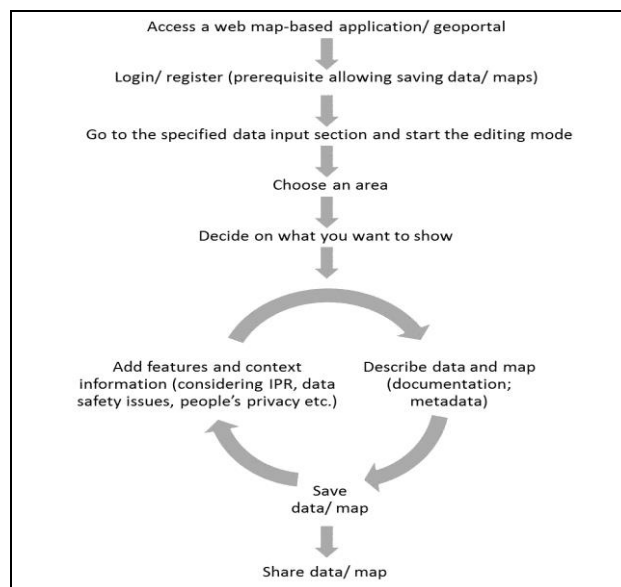 Access a web map-based application/ geoportal
Login/ register (prerequisite allowing saving data/ maps)
Go to the specified data input section and start the editing mode
Choose an area
Decide on what you want to show
Add features and context
information (considering IPR, data
safety issues, people's privacy etc.)
Describe data and map
(documentation;
metadata)
Save
data/ map
Share data/ map